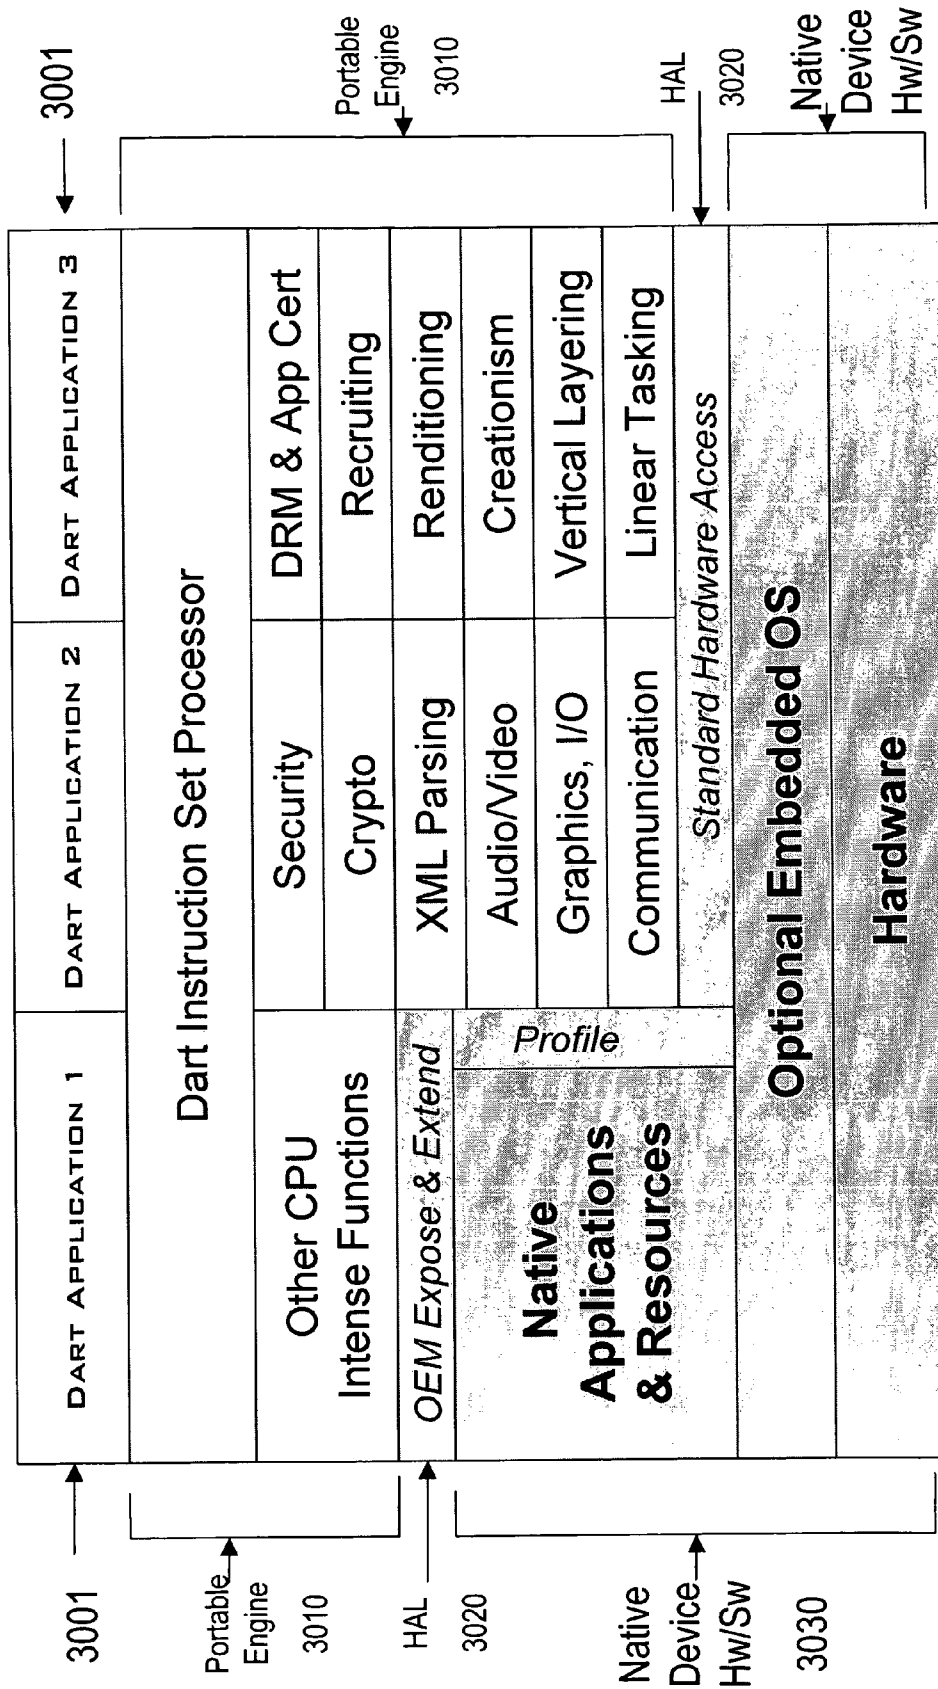 3001
3001
DART APPLICATION 1
DART APPLICATION 2
DART APPLICATION 3
Portable
Engine
3010
Dart Instruction Set Processor
Portable
Engine
3010
Other CPU
Intense Functions
Security
DRM & App Cert
Crypto
Recruiting
HAL
3020
OEM Expose & Extend
XML Parsing
Renditioning
Audio/Video
Creationism
Graphics, I/O
Vertical Layering
Communication
Linear Tasking
Native
Applications
& Resources
Profile
Standard Hardware Access
HAL
3020
Native
Device
Hw/Sw
3030
Optional Embedded OS
Hardware
Native
Device
Hw/Sw